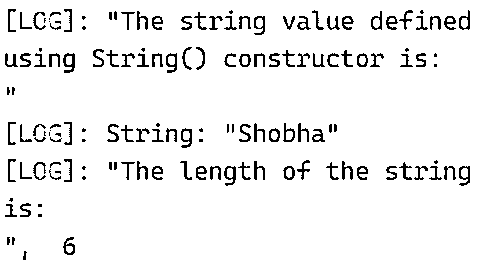 [LOG]: "The string value defined
using String() constructor is:
"
[LOG]: String: "Shobha"
[LOG]: "The length of the string
is:
",  6